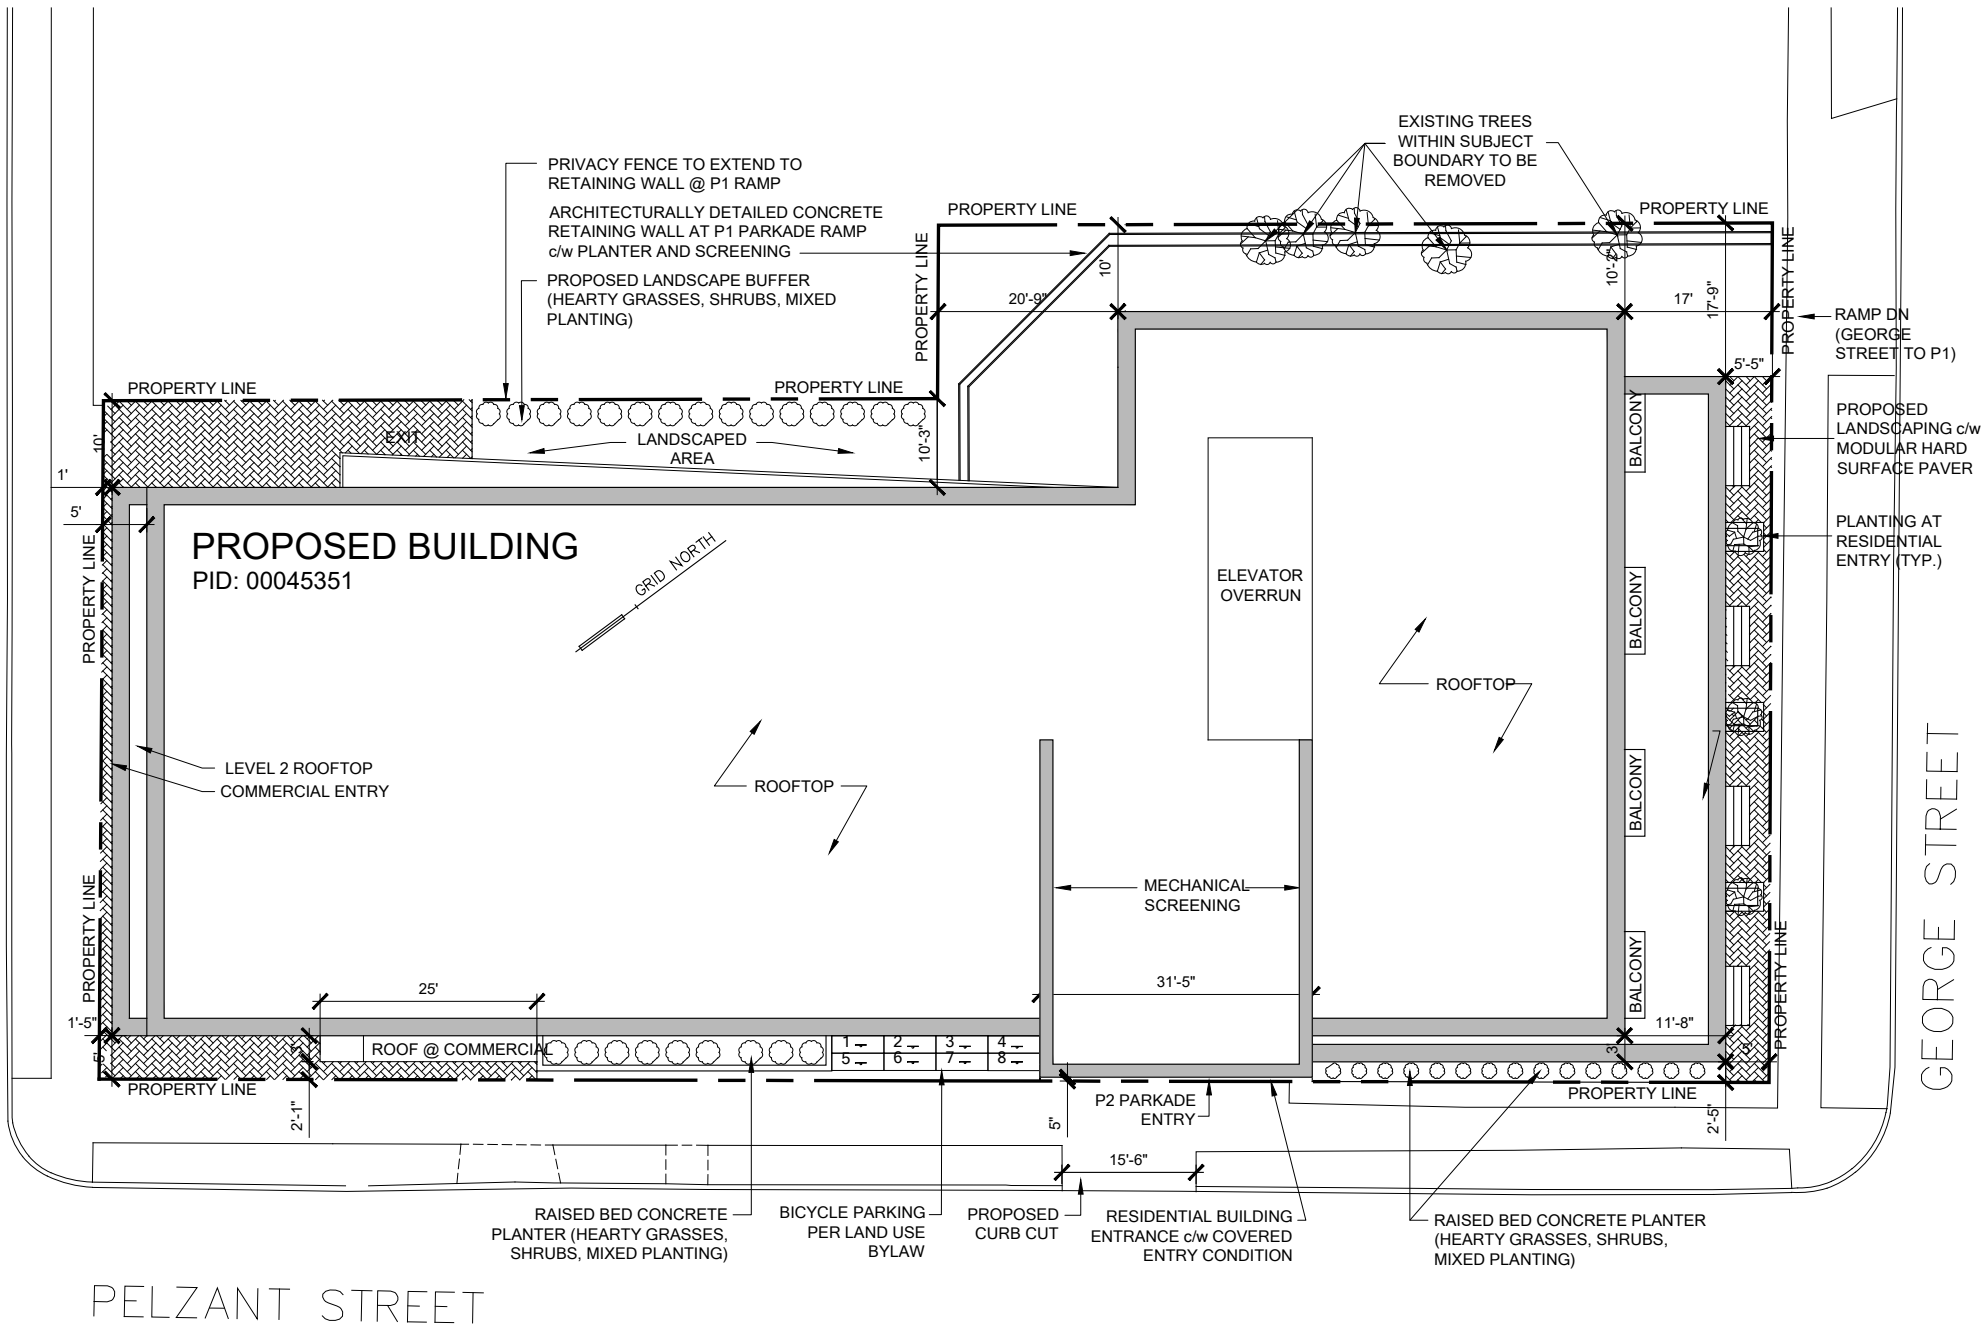 EXISTING TREES
WITHIN SUBJECT
BOUNDARY TO BE
REMOVED
PRIVACY FENCE TO EXTEND TO
RETAINING WALL @ P1 RAMP
ARCHITECTURALLY DETAILED CONCRETE
RETAINING WALL AT P1 PARKADE RAMP
c/w PLANTER AND SCREENING
PROPOSED LANDSCAPE BUFFER
(HEARTY GRASSES, SHRUBS, MIXED
PLANTING)
PROPERTY LINE
PROPERTY LINE
PROPERTY LINE
PROPERTY LINE
10'
10'-2"
17'-9"
20'-9"
17'
RAMP DN
(GEORGE
STREET TO P1)
5'-5"
PROPERTY LINE
PROPERTY LINE
EXIT
LANDSCAPED
AREA
10'-3"
10'
1'
5'
PROPOSED
LANDSCAPING c/w
MODULAR HARD
SURFACE PAVER
BALCONY
PLANTING AT
RESIDENTIAL
ENTRY (TYP.)
PROPOSED BUILDING
PID: 00045351
GRID NORTH
PROPERTY LINE
ELEVATOR
OVERRUN
BALCONY
ROOFTOP
LEVEL 2 ROOFTOP
COMMERCIAL ENTRY
ROOFTOP
BALCONY
MECHANICAL
SCREENING
PROPERTY LINE
BALCONY
PROPERTY LINE
GEORGE STREET
25'
31'-5"
1'-5"
11'-8"
5'
3'
ROOF @ COMMERCIAL
1 2 3 4
5 6 7 8
3'
5'
PROPERTY LINE
PROPERTY LINE
2'-1"
P2 PARKADE
ENTRY
5"
2'-5"
15'-6"
RAISED BED CONCRETE
PLANTER (HEARTY GRASSES,
SHRUBS, MIXED PLANTING)
BICYCLE PARKING
PER LAND USE
BYLAW
PROPOSED
CURB CUT
RESIDENTIAL BUILDING
ENTRANCE c/w COVERED
ENTRY CONDITION
RAISED BED CONCRETE PLANTER
(HEARTY GRASSES, SHRUBS,
MIXED PLANTING)
PELZANT STREET